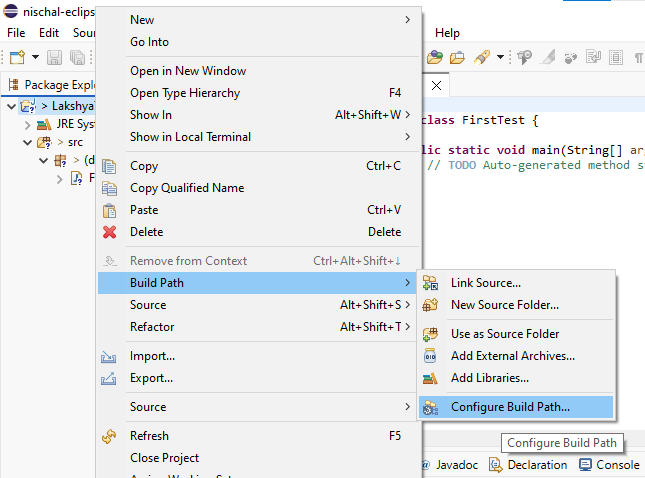 nischal-eclips
File Edit Sour Help
Package Explo
> Lakshya
JRE Sys
> src
> (d
F
New
Go Into
Open in New Window
Open Type Hierarchy F4
Show In Alt+Shift+W
Show in Local Terminal
Copy Ctrl+C
Copy Qualified Name
Paste Ctrl+V
Delete Delete
Remove from Context Ctrl+Alt+Shift+↓
Build Path
Source Alt+Shift+S
Refactor Alt+Shift+T
Import...
Export...
Source
Refresh F5
Close Project
class FirstTest {
lic static void main(String[] arg
// TODO Auto-generated method s
Link Source...
New Source Folder...
Use as Source Folder
Add External Archives...
Add Libraries...
Configure Build Path...
Configure Build Path
@ Javadoc Declaration Console